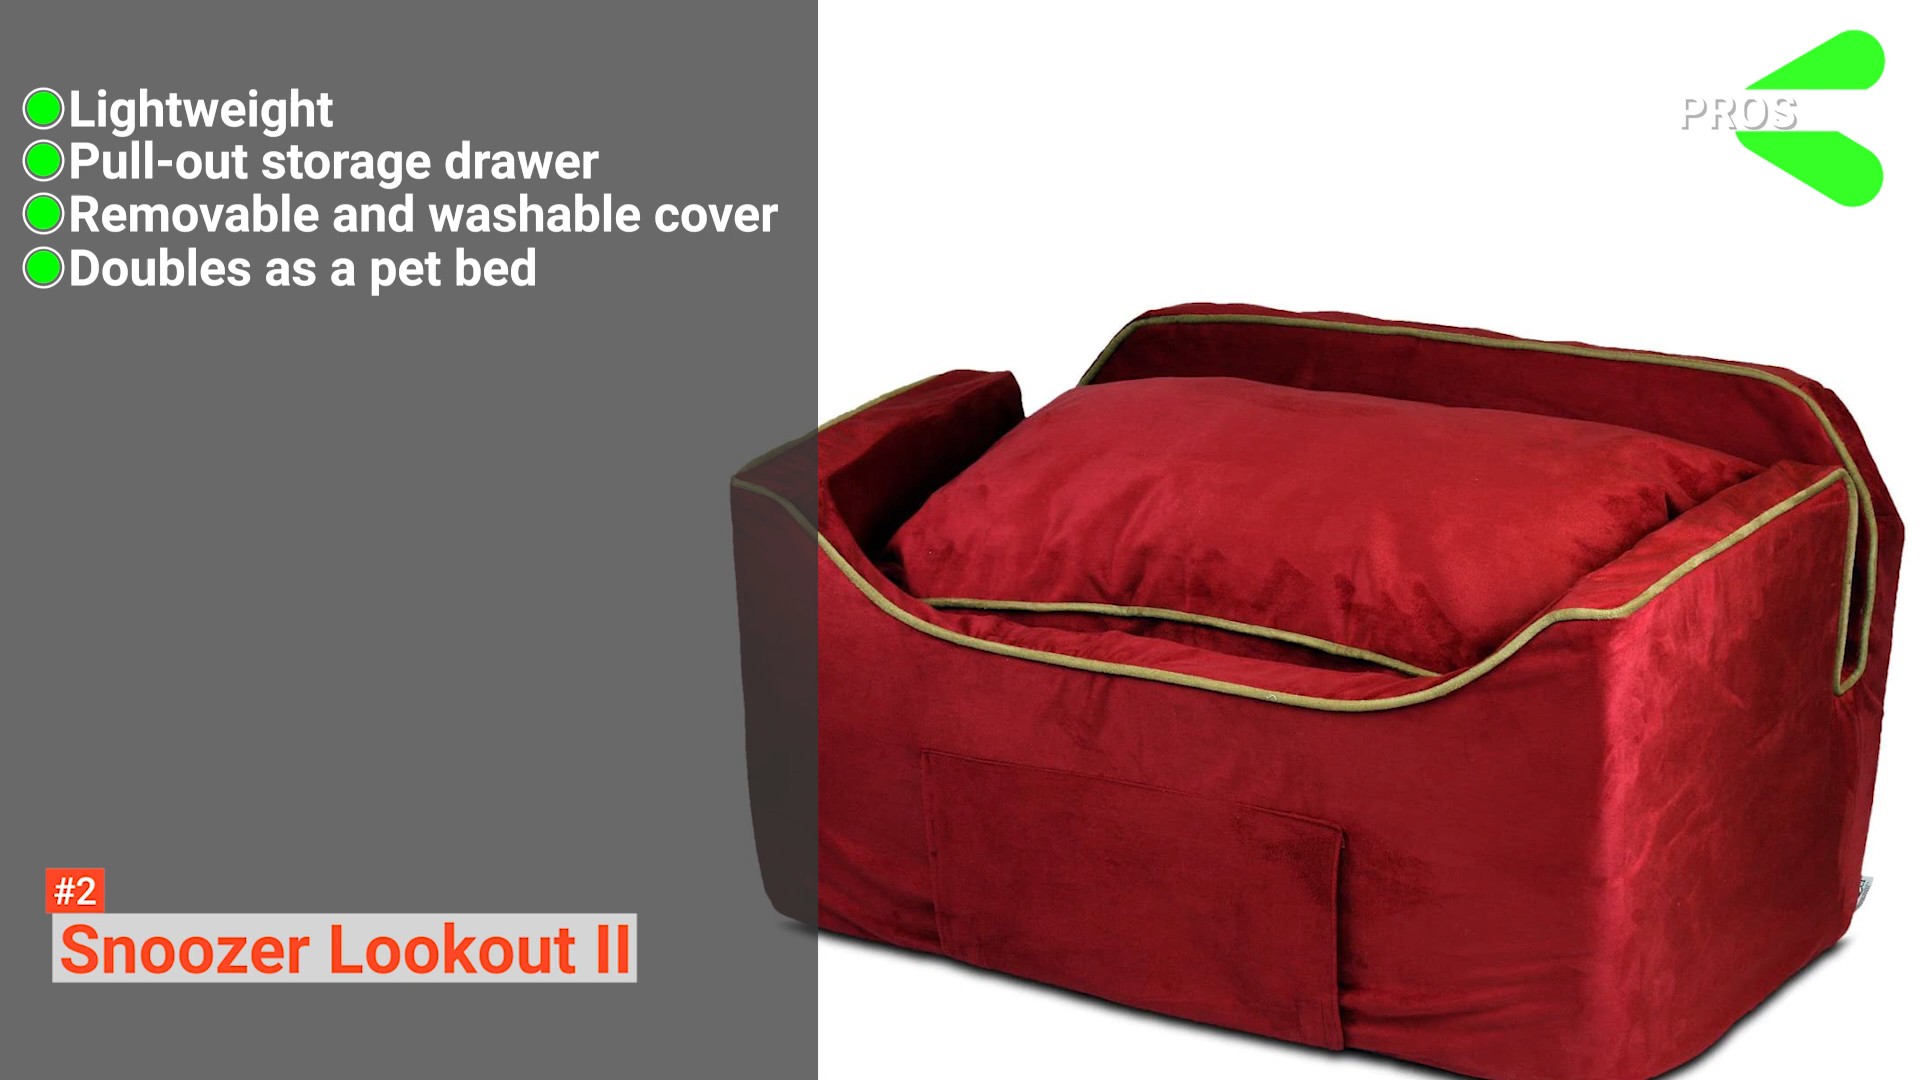 Lightweight
Pull-out storage drawer
Removable and washable cover
Doubles as a pet bed
PROS
#2
Snoozer Lookout II